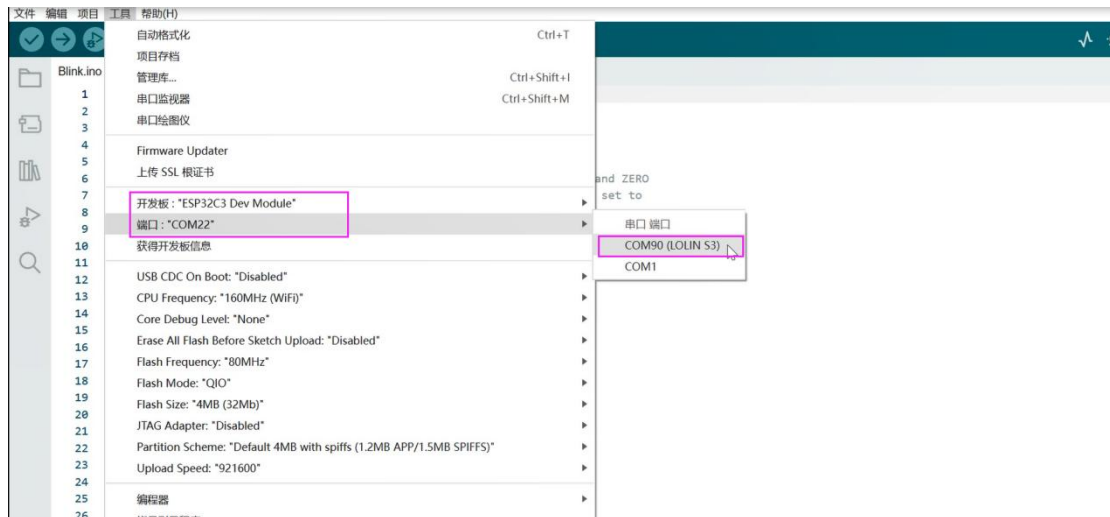 文件 编辑 项目 工具 帮助(H)
自动格式化 Ctrl+T
项目存档
Blink.ino
管理库... Ctrl+Shift+I
1
串口监视器 Ctrl+Shift+M
2
串口绘图仪
3
4
Firmware Updater
5
上传 SSL 根证书
6
and ZERO
7
set to
开发板 : "ESP32C3 Dev Module"
8
端口 : "COM22"
串口 端口
9
获得开发板信息
COM90 (LOLIN S3)
10
COM1
11
USB CDC On Boot: "Disabled"
12
CPU Frequency: "160MHz (WiFi)"
13
Core Debug Level: "None"
14
15
Erase All Flash Before Sketch Upload: "Disabled"
16
Flash Frequency: "80MHz"
17
Flash Mode: "QIO"
18
Flash Size: "4MB (32Mb)"
19
20
JTAG Adapter: "Disabled"
21
Partition Scheme: "Default 4MB with spiffs (1.2MB APP/1.5MB SPIFFS)"
22
Upload Speed: "921600"
23
24
编程器
25
26